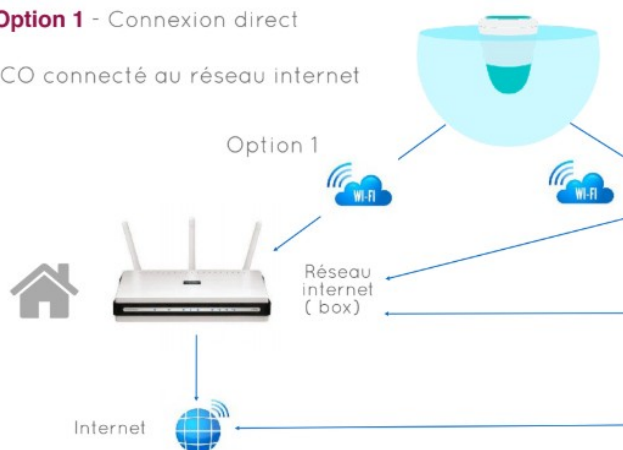 Option 1 - Connexion direct
CO connecté au réseau internet
Option 1
WI-FI
WI-FI
Réseau
internet
( box)
Internet